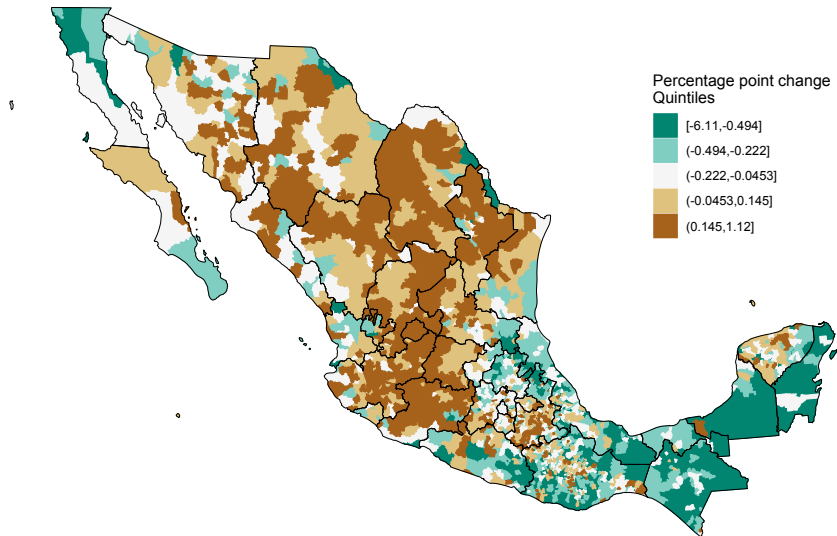 Percentage point change
Quintiles
[-6.11,-0.494]
(-0.494,-0.222]
(-0.222,-0.0453]
(-0.0453,0.145]
(0.145,1.12]